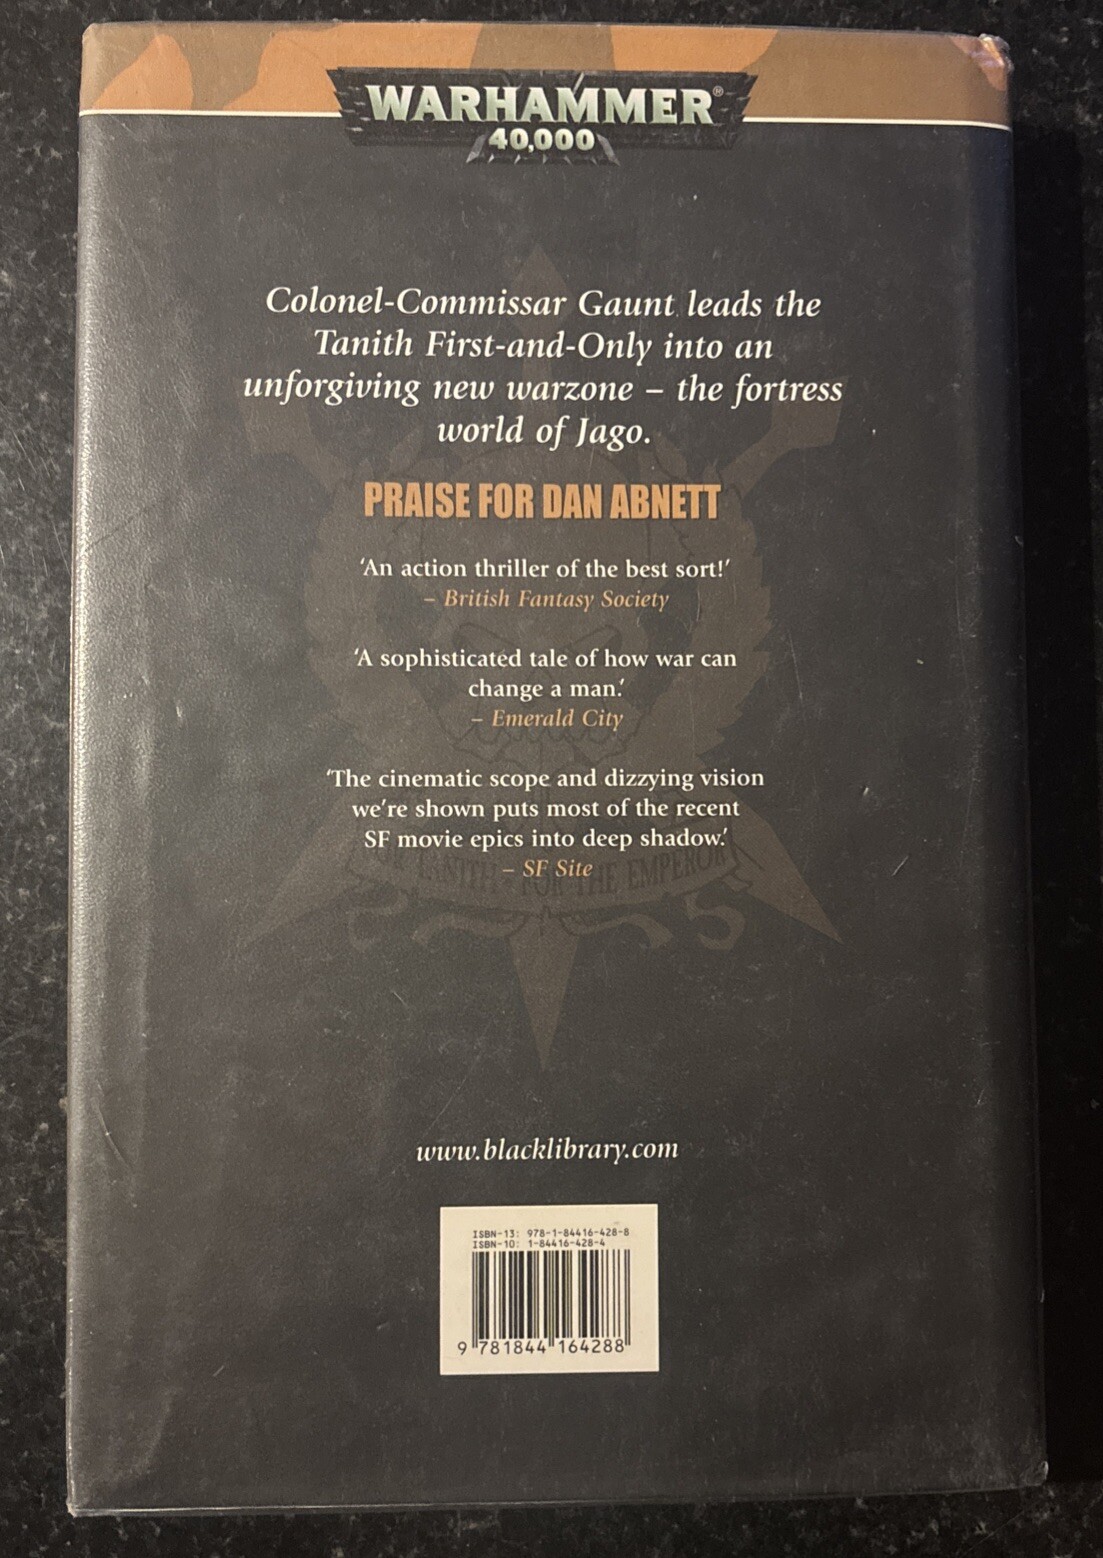 WARHAMMER®
40,000
Colonel-Commissar Gaunt leads the
Tanith First-and-Only into an
unforgiving new warzone – the fortress
world of Jago.
PRAISE FOR DAN ABNETT
‘An action thriller of the best sort!’
– British Fantasy Society
‘A sophisticated tale of how war can
change a man.’
– Emerald City
‘The cinematic scope and dizzying vision
we’re shown puts most of the recent
SF movie epics into deep shadow.’
– SF Site
TANITH FOR THE EMPEROR
www.blacklibrary.com
ISBN-13: 978-1-84416-428-8
ISBN-10: 1-84416-428-4
9 781844 164288